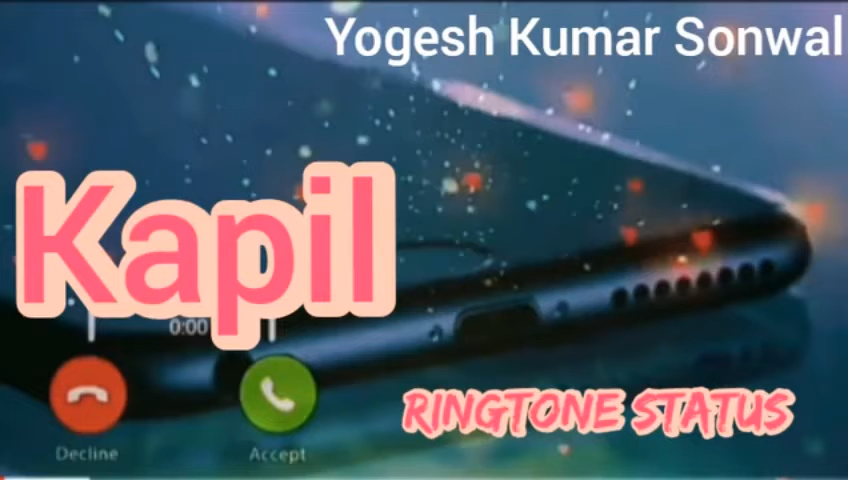 Yogesh Kumar Sonwal
Kapil
0:00
RINGTONE STATUS
Decline
Accept